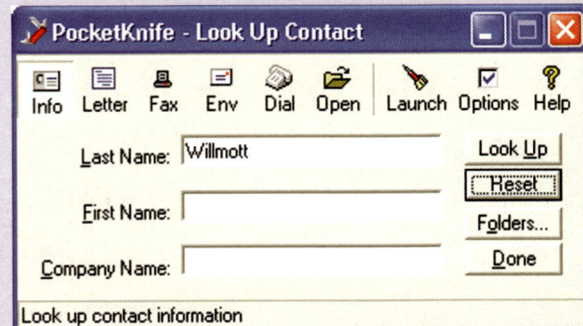 PocketKnife - Look Up Contact
Info Letter Fax Env Dial Open Launch Options Help
Last Name: Willmott Look Up
Reset
First Name:
Folders...
Company Name: Done
Look up contact information